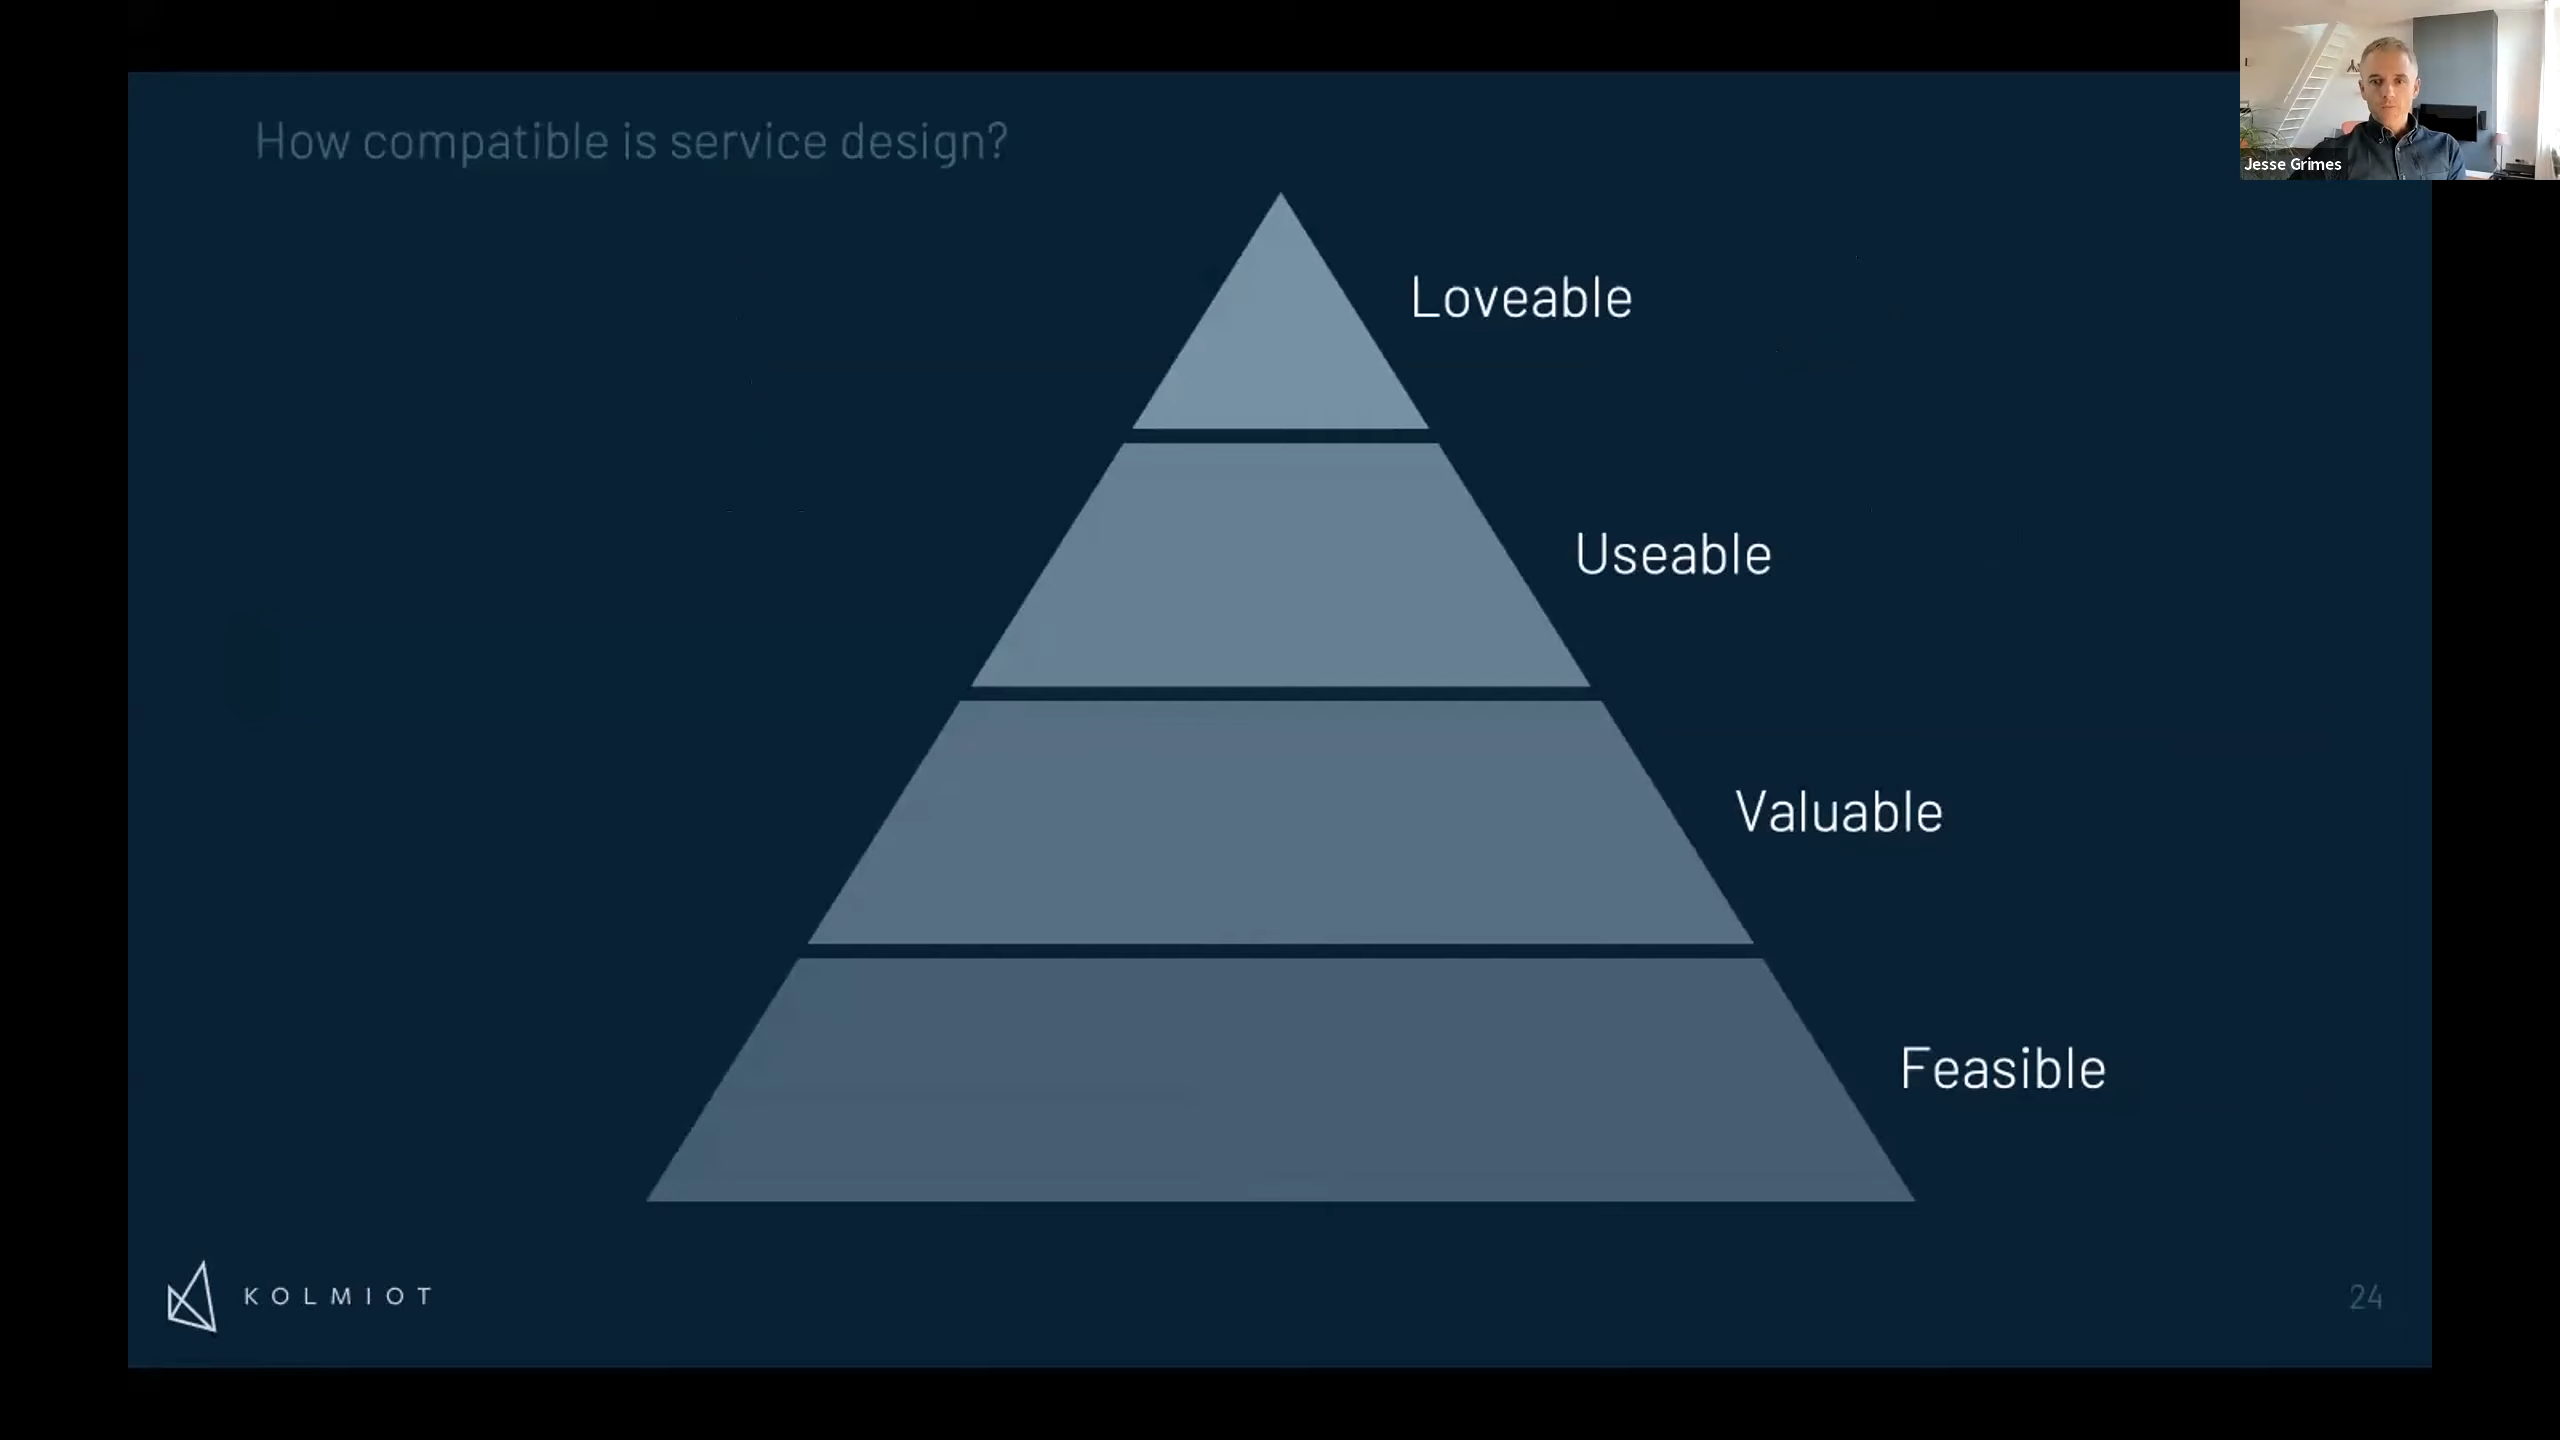 How compatible is service design?
Jesse Grimes
Loveable
Useable
Valuable
Feasible
KOLMIOT
24